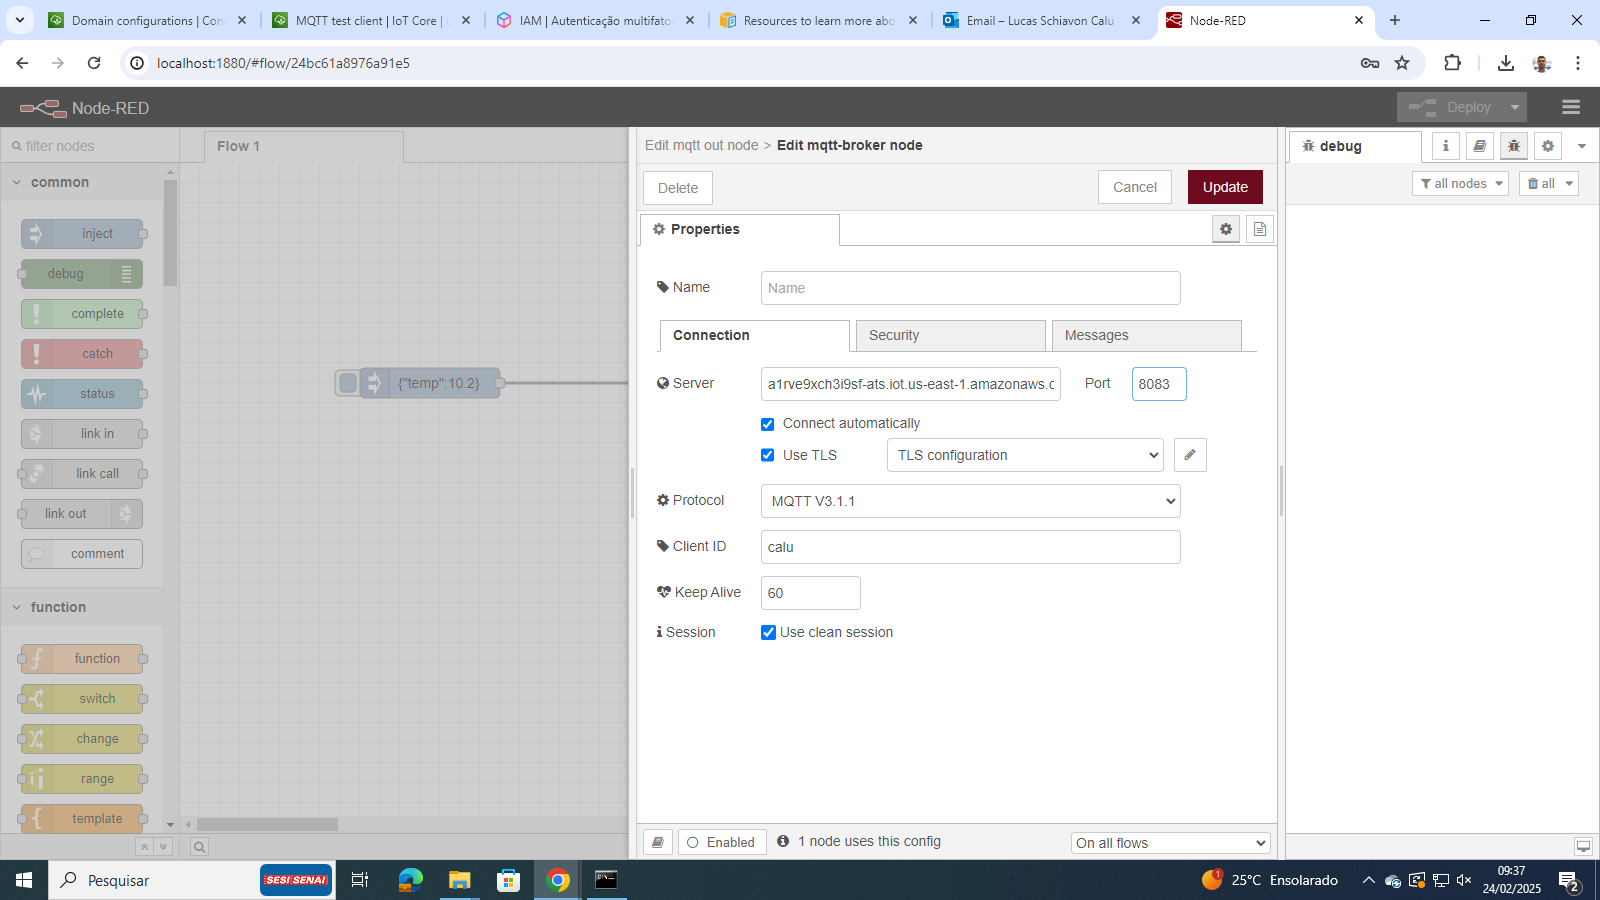 Domain configurations | Con
MQTT test client | IoT Core | u
IAM | Autenticação multifato
Resources to learn more abo
Email – Lucas Schiavon Calu
Node-RED
localhost:1880/#flow/24bc61a8976a91e5
Node-RED
Deploy
filter nodes
Flow 1
Edit mqtt out node > Edit mqtt-broker node
debug
common
Delete
Cancel
Update
all nodes
all
inject
Properties
debug
Name
Name
complete
Connection
Security
Messages
catch
Server
a1rve9xch3i9sf-ats.iot.us-east-1.amazonaws.c
Port
8083
{"temp":10.2}
status
Connect automatically
link in
Use TLS
TLS configuration
link call
Protocol
MQTT V3.1.1
link out
Client ID
calu
comment
Keep Alive
60
function
Session
Use clean session
function
switch
change
range
template
Enabled
1 node uses this config
On all flows
Pesquisar
SESI SENAI
1
25°C Ensolarado
09:37
24/02/2025
2